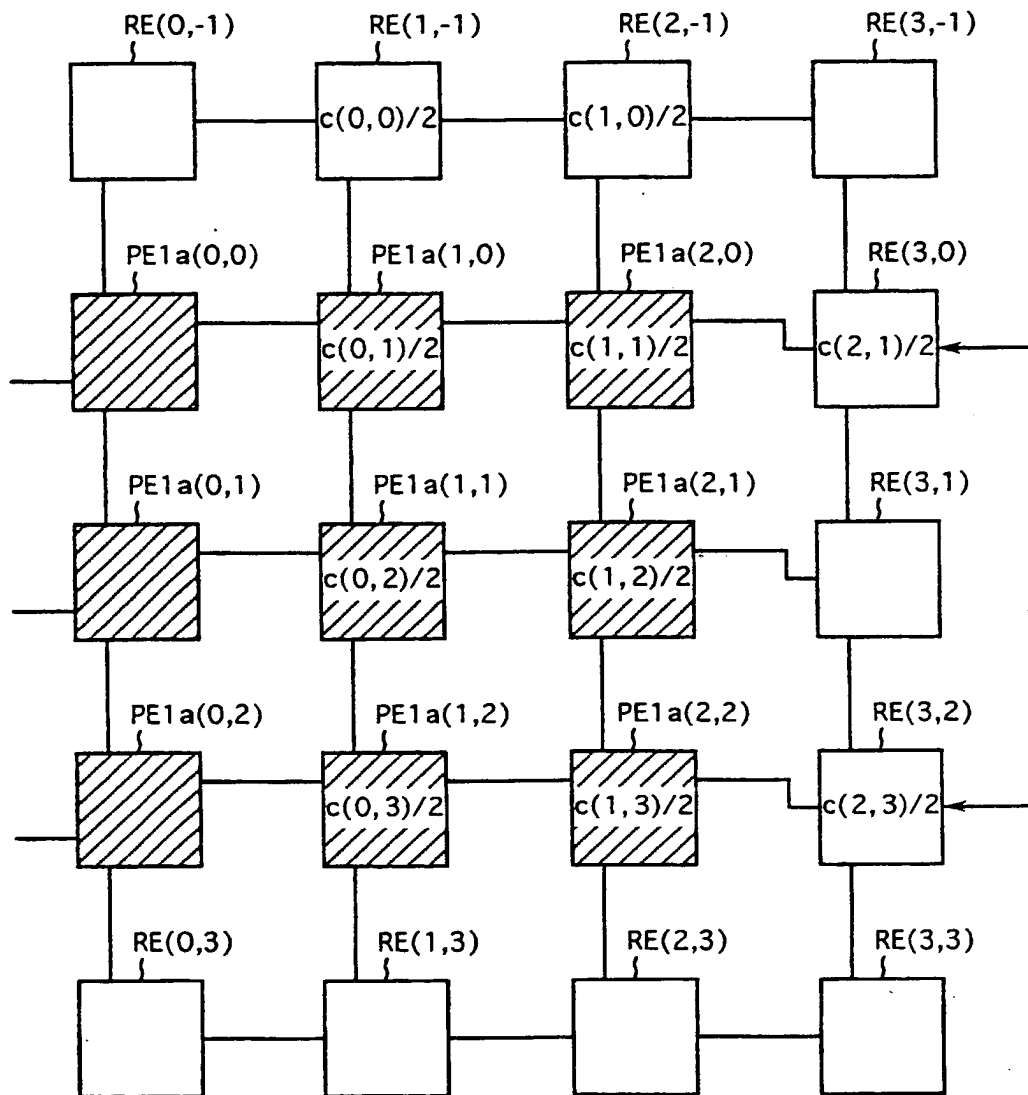 RE(0,-1) RE(1,-1) RE(2,-1) RE(3,-1)
c(0,0)/2 c(1,0)/2
PE1a(0,0) PE1a(1,0) PE1a(2,0) RE(3,0)
c(0,1)/2 c(1,1)/2 c(2,1)/2
PE1a(0,1) PE1a(1,1) PE1a(2,1) RE(3,1)
c(0,2)/2 c(1,2)/2
PE1a(0,2) PE1a(1,2) PE1a(2,2) RE(3,2)
c(0,3)/2 c(1,3)/2 c(2,3)/2
RE(0,3) RE(1,3) RE(2,3) RE(3,3)